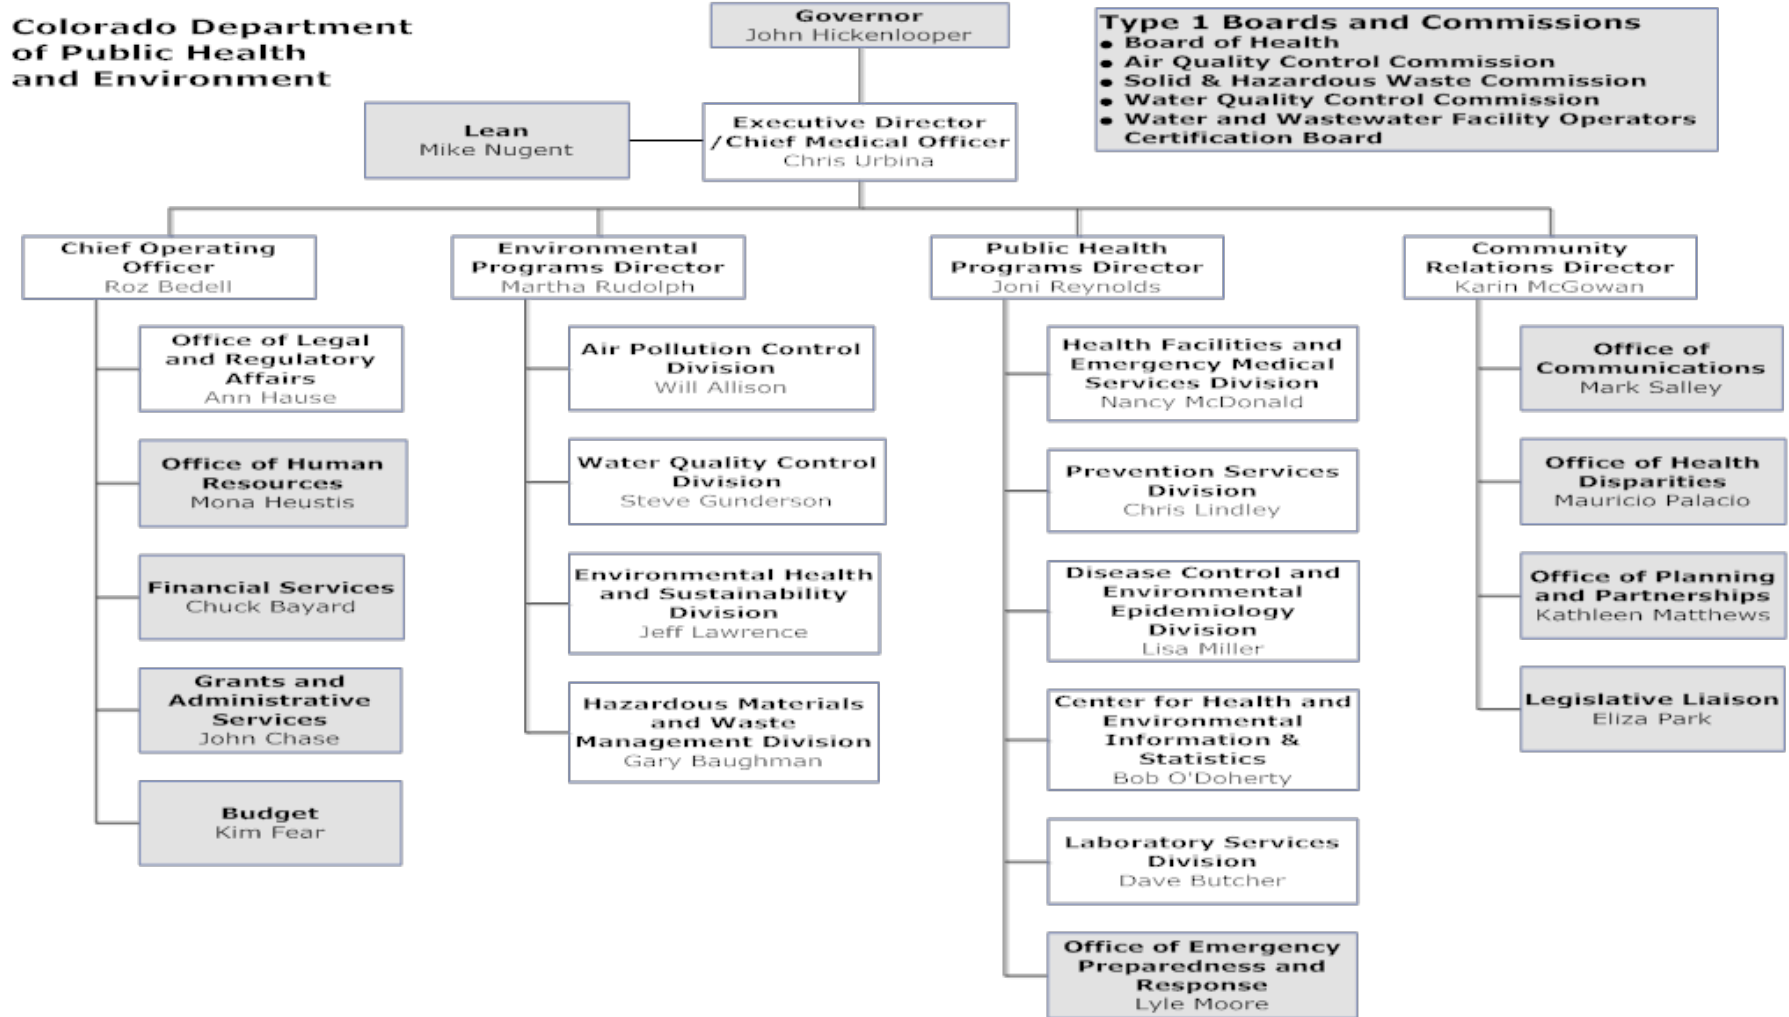 Colorado Department
of Public Health
and Environment
Governor
John Hickenlooper
Type 1 Boards and Commissions
• Board of Health
• Air Quality Control Commission
• Solid & Hazardous Waste Commission
• Water Quality Control Commission
• Water and Wastewater Facility Operators
Certification Board
Lean
Mike Nugent
Executive Director
/Chief Medical Officer
Chris Urbina
Chief Operating
Officer
Roz Bedell
Office of Legal
and Regulatory
Affairs
Ann Hause
Office of Human
Resources
Mona Heustis
Financial Services
Chuck Bayard
Grants and
Administrative
Services
John Chase
Budget
Kim Fear
Environmental
Programs Director
Martha Rudolph
Air Pollution Control
Division
Will Allison
Water Quality Control
Division
Steve Gunderson
Environmental Health
and Sustainability
Division
Jeff Lawrence
Hazardous Materials
and Waste
Management Division
Gary Baughman
Public Health
Programs Director
Joni Reynolds
Health Facilities and
Emergency Medical
Services Division
Nancy McDonald
Prevention Services
Division
Chris Lindley
Disease Control and
Environmental
Epidemiology
Division
Lisa Miller
Center for Health and
Environmental
Information &
Statistics
Bob O'Doherty
Laboratory Services
Division
Dave Butcher
Office of Emergency
Preparedness and
Response
Lyle Moore
Community
Relations Director
Karin McGowan
Office of
Communications
Mark Salley
Office of Health
Disparities
Mauricio Palacio
Office of Planning
and Partnerships
Kathleen Matthews
Legislative Liaison
Eliza Park